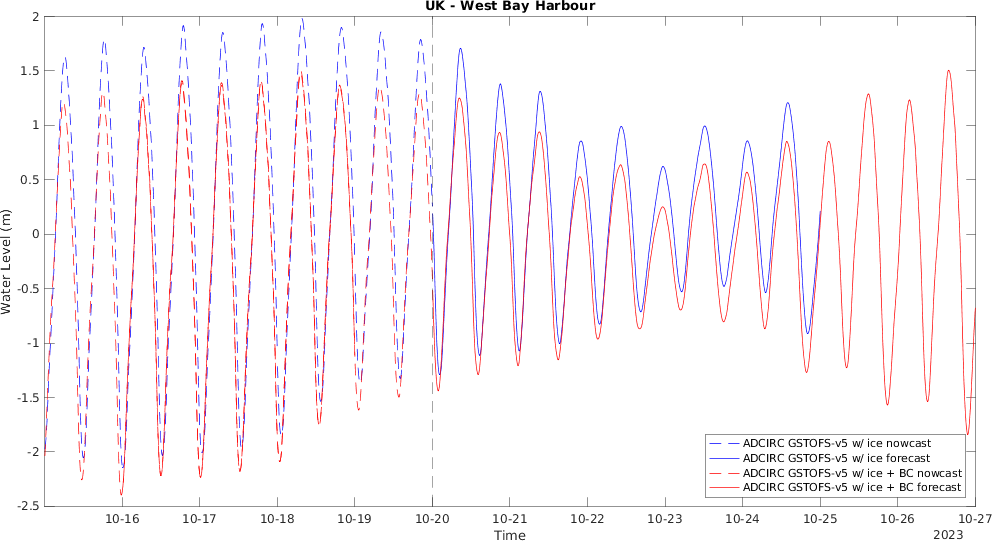 UK - West Bay Harbour
2
1.5
1
0.5
0
-0.5
-1
-1.5
-2
-2.5
Water Level (m)
ADCIRC GSTOFS-v5 w/ ice nowcast
ADCIRC GSTOFS-v5 w/ ice forecast
ADCIRC GSTOFS-v5 w/ ice + BC nowcast
ADCIRC GSTOFS-v5 w/ ice + BC forecast
10-16 10-17 10-18 10-19 10-20 10-21 10-22 10-23 10-24 10-25 10-26 10-27
Time
2023